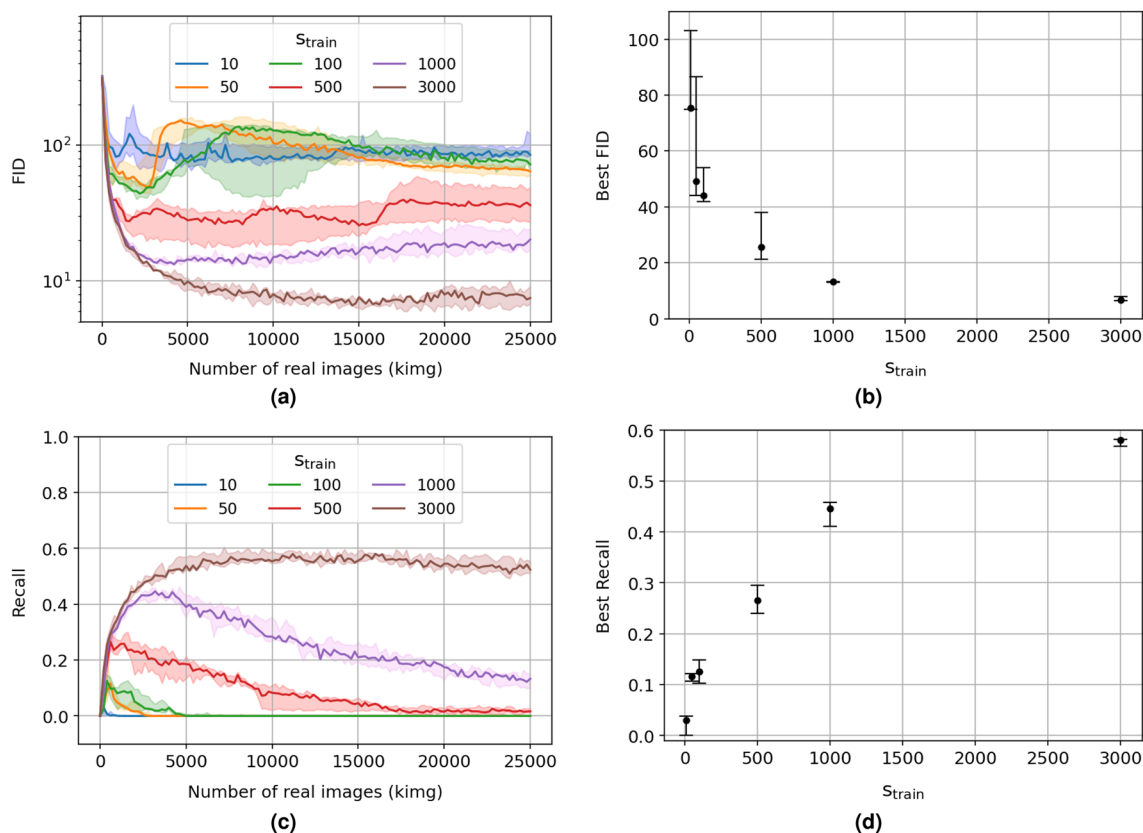 s_train
10 100 1000
50 500 3000
FID
10²
10¹
0 5000 10000 15000 20000 25000
Number of real images (kimg)
(a)
Best FID
100
80
60
40
20
0
0 500 1000 1500 2000 2500 3000
s_train
(b)
s_train
10 100 1000
50 500 3000
Recall
1.0
0.8
0.6
0.4
0.2
0.0
0 5000 10000 15000 20000 25000
Number of real images (kimg)
(c)
Best Recall
0.6
0.5
0.4
0.3
0.2
0.1
0.0
0 500 1000 1500 2000 2500 3000
s_train
(d)